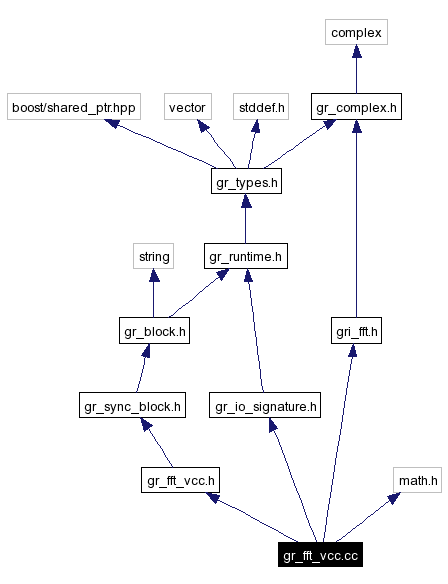 complex
boost/shared_ptr.hpp
vector
stddef.h
gr_complex.h
gr_types.h
string
gr_runtime.h
gr_block.h
gri_fft.h
gr_sync_block.h
gr_io_signature.h
gr_fft_vcc.h
math.h
gr_fft_vcc.cc